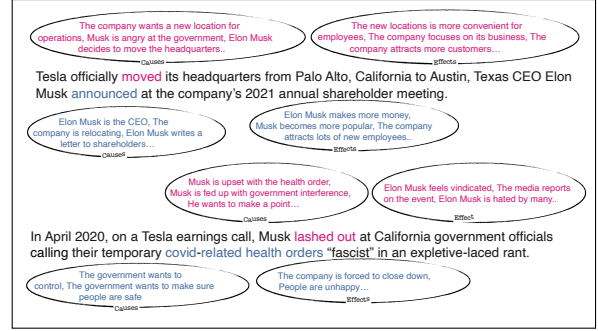 The company wants a new location for
operations, Musk is angry at the government, Elon Musk
decides to move the headquarters..
Causes
The new locations is more convenient for
employees, The company focuses on its business, The
company attracts more customers…
Effects
Tesla officially moved its headquarters from Palo Alto, California to Austin, Texas CEO Elon
Musk announced at the company's 2021 annual shareholder meeting.
Elon Musk is the CEO, The
company is relocating, Elon Musk writes a
letter to shareholders…
Causes
Elon Musk makes more money,
Musk becomes more popular, The company
attracts lots of new employees..
Effects
Musk is upset with the health order,
Musk is fed up with government interference,
He wants to make a point…
Causes
Elon Musk feels vindicated, The media reports
on the event, Elon Musk is hated by many..
Effect
In April 2020, on a Tesla earnings call, Musk lashed out at California government officials
calling their temporary covid-related health orders “fascist” in an expletive-laced rant.
The government wants to
control, The government wants to make sure
people are safe
Causes
The company is forced to close down,
People are unhappy…
Effects